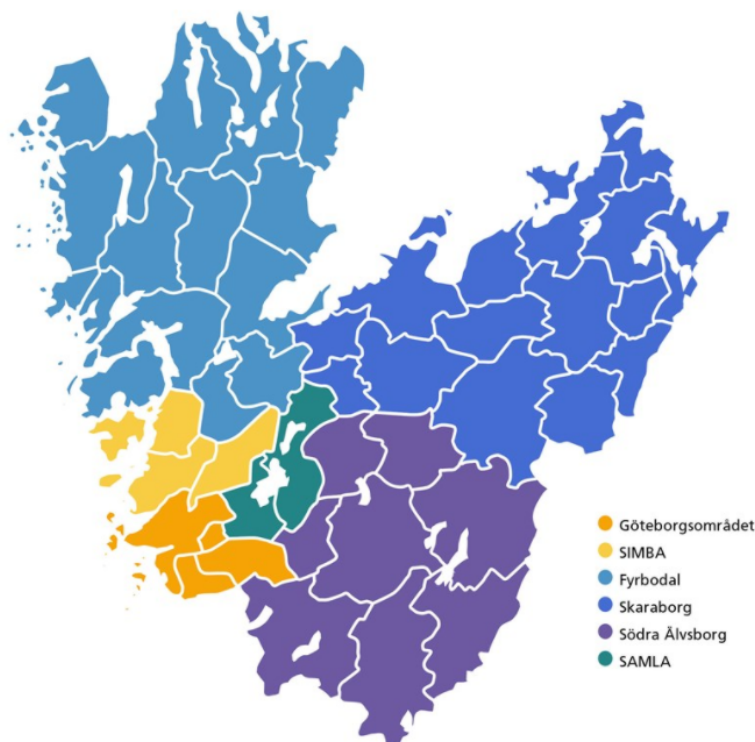 Göteborgsområdet
SIMBA
Fyrbodal
Skaraborg
Södra Älvsborg
SAMLA